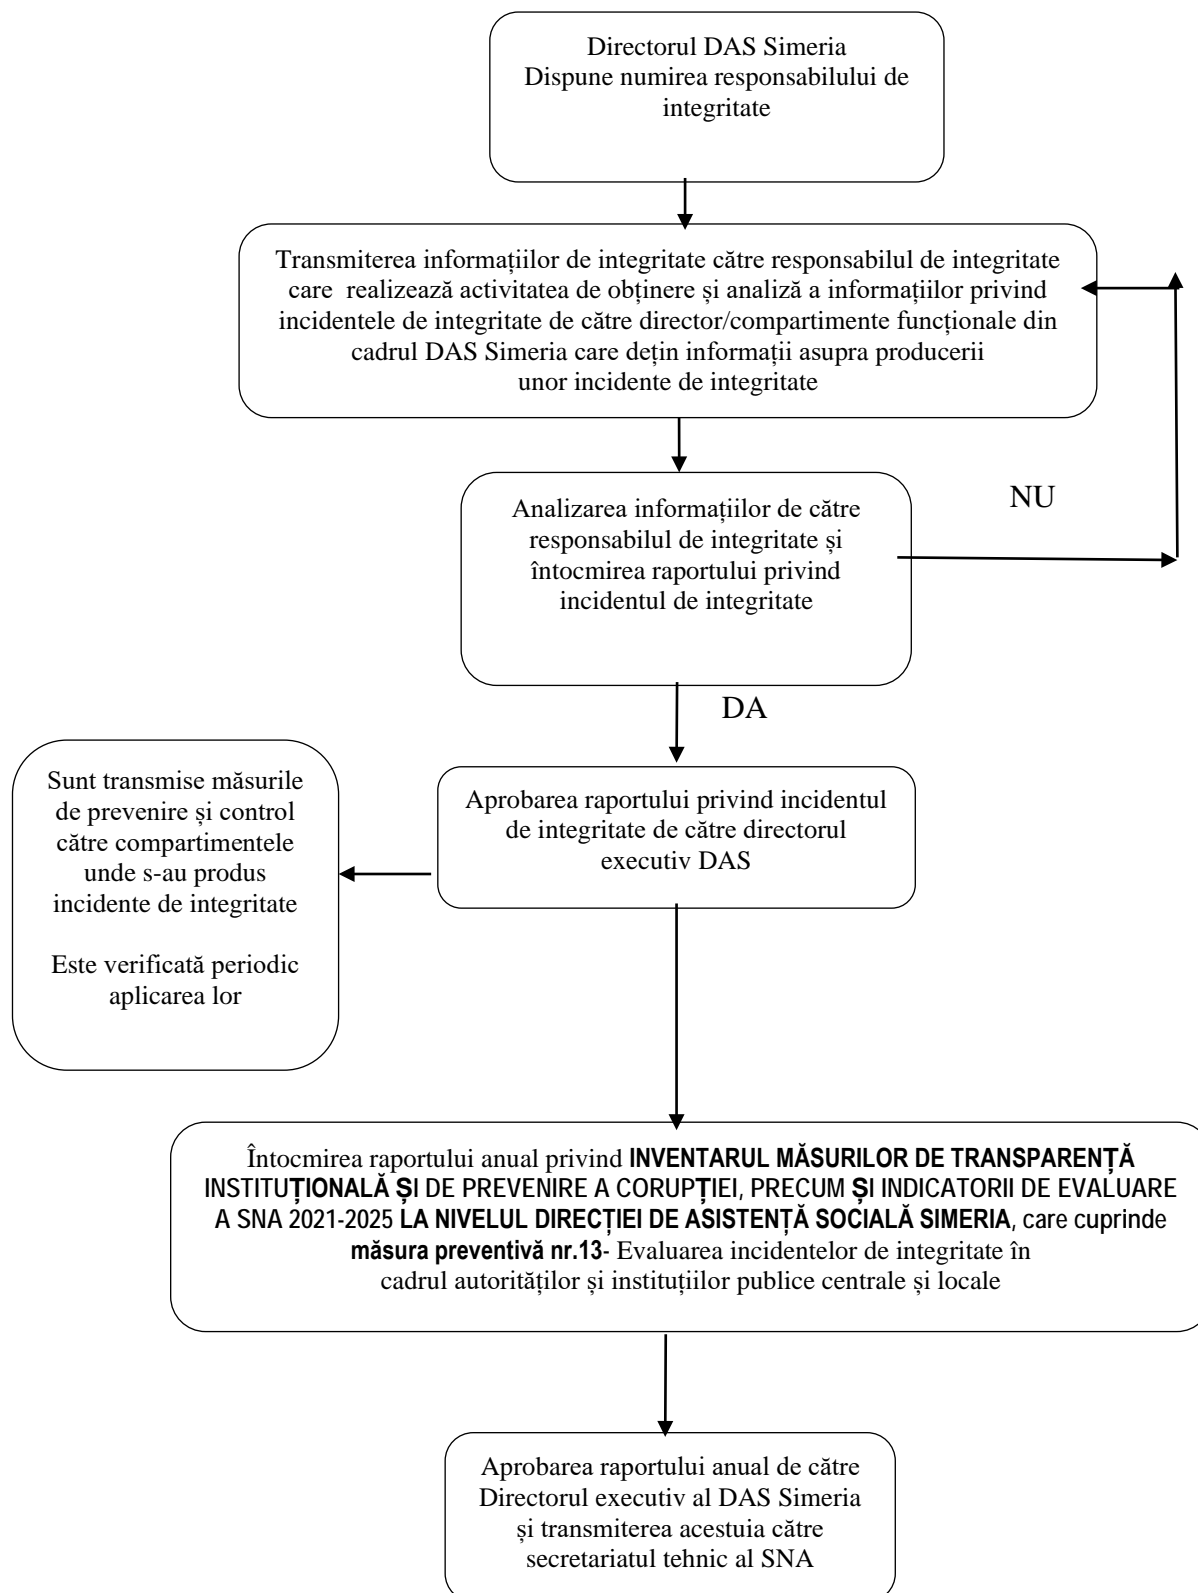 Directorul DAS Simeria
Dispune numirea responsabilului de
integritate
Transmiterea informațiilor de integritate către responsabilul de integritate
care realizează activitatea de obținere și analiză a informațiilor privind
incidentele de integritate de către director/compartimente funcționale din
cadrul DAS Simeria care dețin informații asupra producerii
unor incidente de integritate
NU
Analizarea informațiilor de către
responsabilul de integritate și
întocmirea raportului privind
incidentul de integritate
DA
Sunt transmise măsurile
de prevenire și control
către compartimentele
unde s-au produs
incidente de integritate
Este verificată periodic
aplicarea lor
Aprobarea raportului privind incidentul
de integritate de către directorul
executiv DAS
Întocmirea raportului anual privind INVENTARUL MĂSURILOR DE TRANSPARENȚĂ
INSTITUȚIONALĂ ȘI DE PREVENIRE A CORUPȚIEI, PRECUM ȘI INDICATORII DE EVALUARE
A SNA 2021-2025 LA NIVELUL DIRECȚIEI DE ASISTENȚĂ SOCIALĂ SIMERIA, care cuprinde
măsura preventivă nr.13- Evaluarea incidentelor de integritate în
cadrul autorităților și instituțiilor publice centrale și locale
Aprobarea raportului anual de către
Directorul executiv al DAS Simeria
și transmiterea acestuia către
secretariatul tehnic al SNA